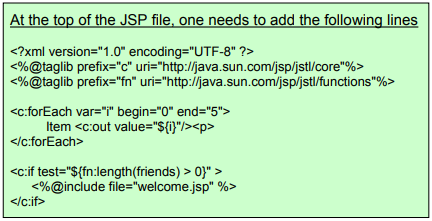 At the top of the JSP file, one needs to add the following lines
<?xml version="1.0" encoding="UTF-8" ?>
<%@taglib prefix="c" uri="http://java.sun.com/jsp/jstl/core"%>
<%@taglib prefix="fn" uri="http://java.sun.com/jsp/jstl/functions"%>
<c:forEach var="i" begin="0" end="5">
Item <c:out value="${i}"/><p>
</c:forEach>
<c:if test="${fn:length(friends) > 0}" >
<%@include file="welcome.jsp" %>
</c:if>